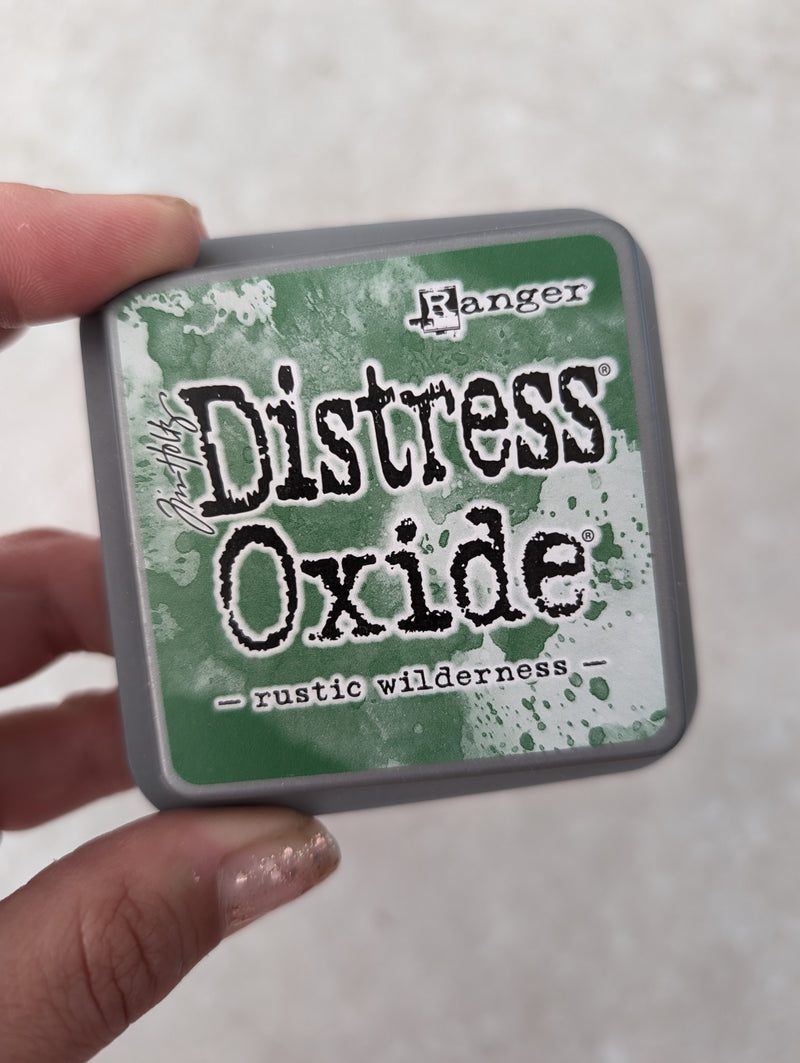 Ranger
Tim Holtz
Distress®
Oxide®
— rustic wilderness —